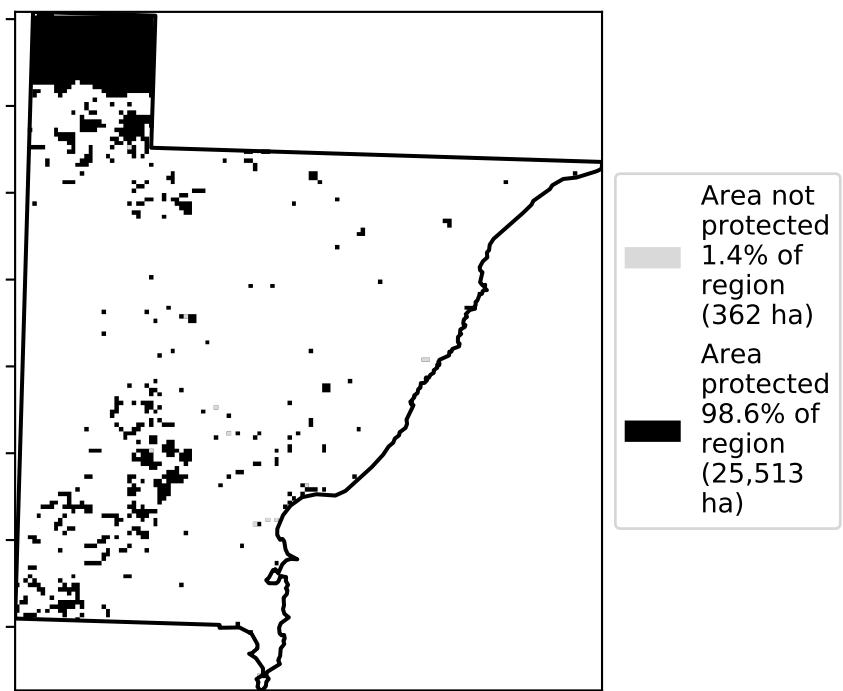 Area not
protected
1.4% of
region
(362 ha)
Area
protected
98.6% of
region
(25,513
ha)